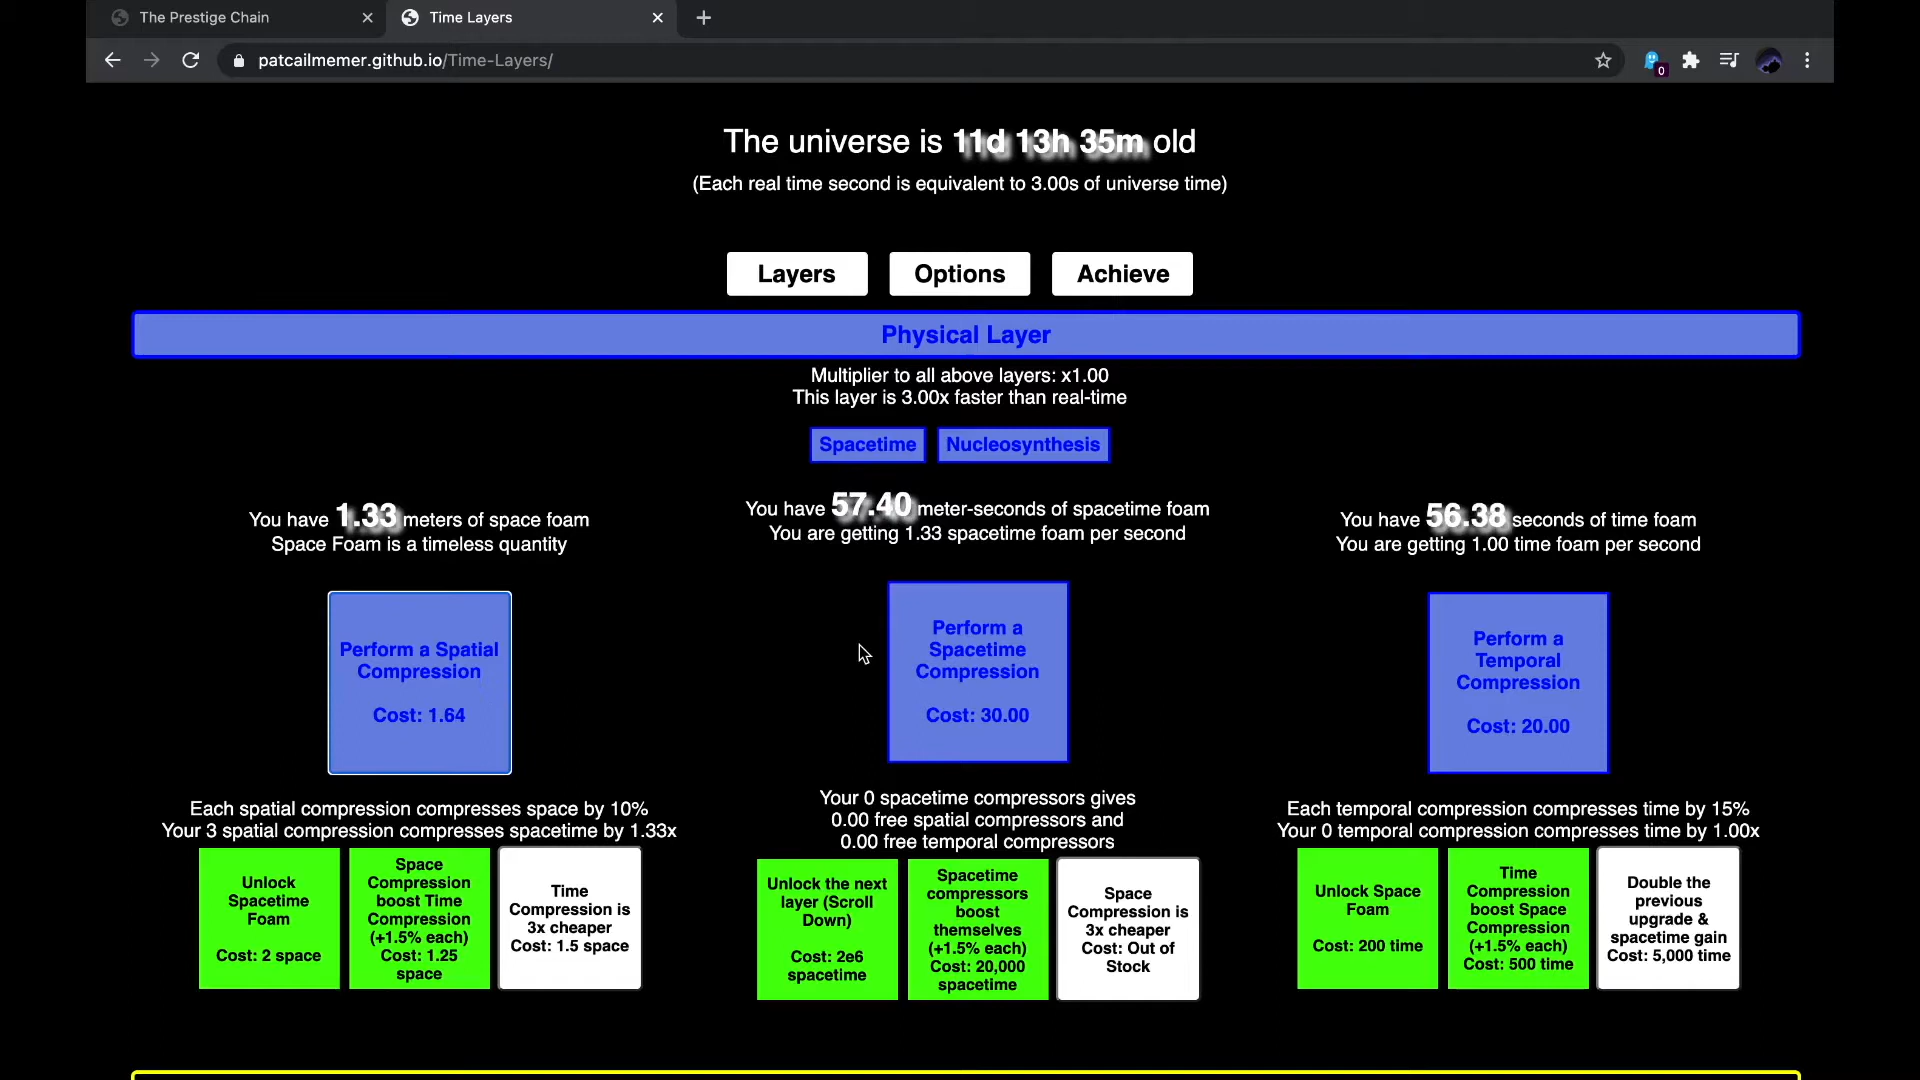 The Prestige Chain
Time Layers
patcailmemer.github.io/Time-Layers/
0
The universe is 11d 13h 35m old
(Each real time second is equivalent to 3.00s of universe time)
Layers
Options
Achieve
Physical Layer
Multiplier to all above layers: x1.00
This layer is 3.00x faster than real-time
Spacetime
Nucleosynthesis
You have 1.33 meters of space foam
Space Foam is a timeless quantity
Perform a Spatial
Compression
Cost: 1.64
Each spatial compression compresses space by 10%
Your 3 spatial compression compresses spacetime by 1.33x
Unlock
Spacetime
Foam
Cost: 2 space
Space
Compression
boost Time
Compression
(+1.5% each)
Cost: 1.25
space
Time
Compression is
3x cheaper
Cost: 1.5 space
You have 57.40 meter-seconds of spacetime foam
You are getting 1.33 spacetime foam per second
Perform a
Spacetime
Compression
Cost: 30.00
Your 0 spacetime compressors gives
0.00 free spatial compressors and
0.00 free temporal compressors
Unlock the next
layer (Scroll
Down)
Cost: 2e6
spacetime
Spacetime
compressors
boost
themselves
(+1.5% each)
Cost: 20,000
spacetime
Space
Compression is
3x cheaper
Cost: Out of
Stock
You have 56.38 seconds of time foam
You are getting 1.00 time foam per second
Perform a
Temporal
Compression
Cost: 20.00
Each temporal compression compresses time by 15%
Your 0 temporal compression compresses time by 1.00x
Unlock Space
Foam
Cost: 200 time
Time
Compression
boost Space
Compression
(+1.5% each)
Cost: 500 time
Double the
previous
upgrade &
spacetime gain
Cost: 5,000 time